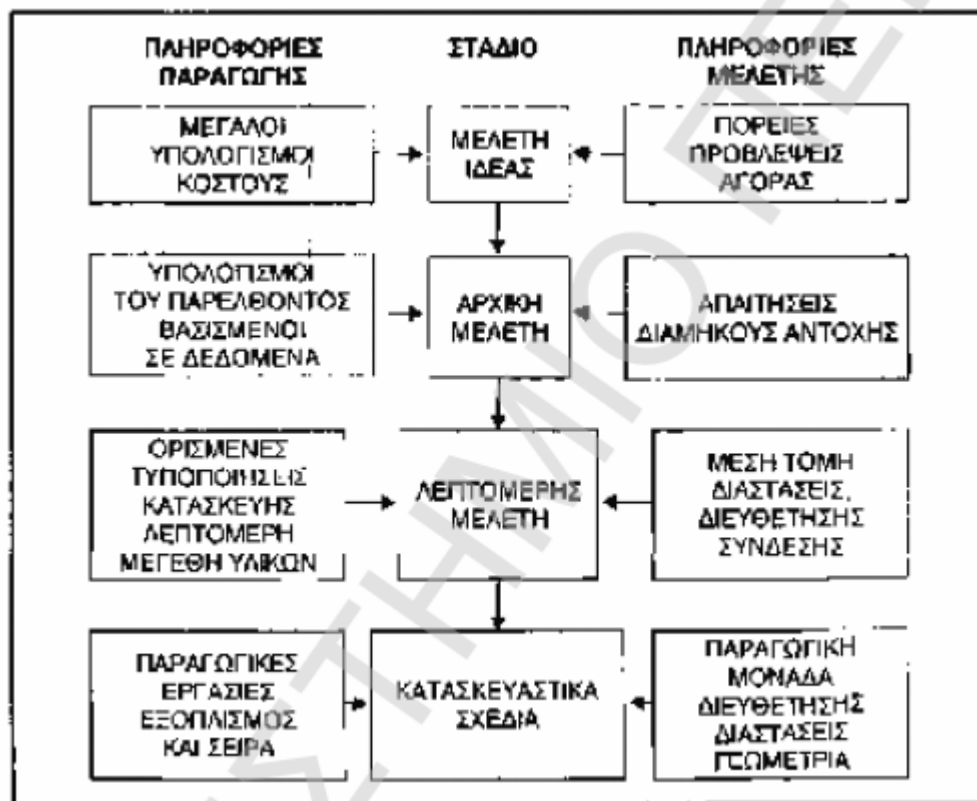 ΠΛΗΡΟΦΟΡΙΕΣ
ΠΑΡΑΓΩΓΗΣ
ΣΤΑΔΙΟ
ΠΛΗΡΟΦΟΡΙΕΣ
ΜΕΛΕΤΗΣ
ΜΕΓΑΛΟΙ
ΥΠΟΛΟΓΙΣΜΟΙ
ΚΟΣΤΟΥΣ
ΜΕΛΕΤΗ
ΙΔΕΑΣ
ΠΟΡΕΙΕΣ
ΠΡΟΒΛΕΨΕΙΣ
ΑΓΟΡΑΣ
ΥΠΟΛΟΓΙΣΜΟΙ
ΤΟΥ ΠΑΡΕΛΘΟΝΤΟΣ
ΒΑΣΙΣΜΕΝΟΙ
ΣΕ ΔΕΔΟΜΕΝΑ
ΑΡΧΙΚΗ
ΜΕΛΕΤΗ
ΑΠΑΙΤΗΣΕΙΣ
ΔΙΑΜΗΚΟΥΣ ΑΝΤΟΧΗΣ
ΟΡΙΣΜΕΝΕΣ
ΤΥΠΟΠΟΙΗΣΕΙΣ
ΚΑΤΑΣΚΕΥΗΣ
ΛΕΠΤΟΜΕΡΗ
ΜΕΓΕΘΗ ΥΛΙΚΩΝ
ΛΕΠΤΟΜΕΡΗΣ
ΜΕΛΕΤΗ
ΜΕΣΗ ΤΟΜΗ
ΔΙΑΣΤΑΣΕΙΣ,
ΔΙΕΥΘΕΤΗΣΗΣ
ΣΥΝΔΕΣΗΣ
ΠΑΡΑΓΩΓΙΚΕΣ
ΕΡΓΑΣΙΕΣ
ΕΞΟΠΛΙΣΜΟΣ
ΚΑΙ ΣΕΙΡΑ
ΚΑΤΑΣΚΕΥΑΣΤΙΚΑ
ΣΧΕΔΙΑ
ΠΑΡΑΓΩΓΙΚΗ
ΜΟΝΑΔΑ
ΔΙΕΥΘΕΤΗΣΗΣ
ΔΙΑΣΤΑΣΕΙΣ
ΓΕΩΜΕΤΡΙΑ